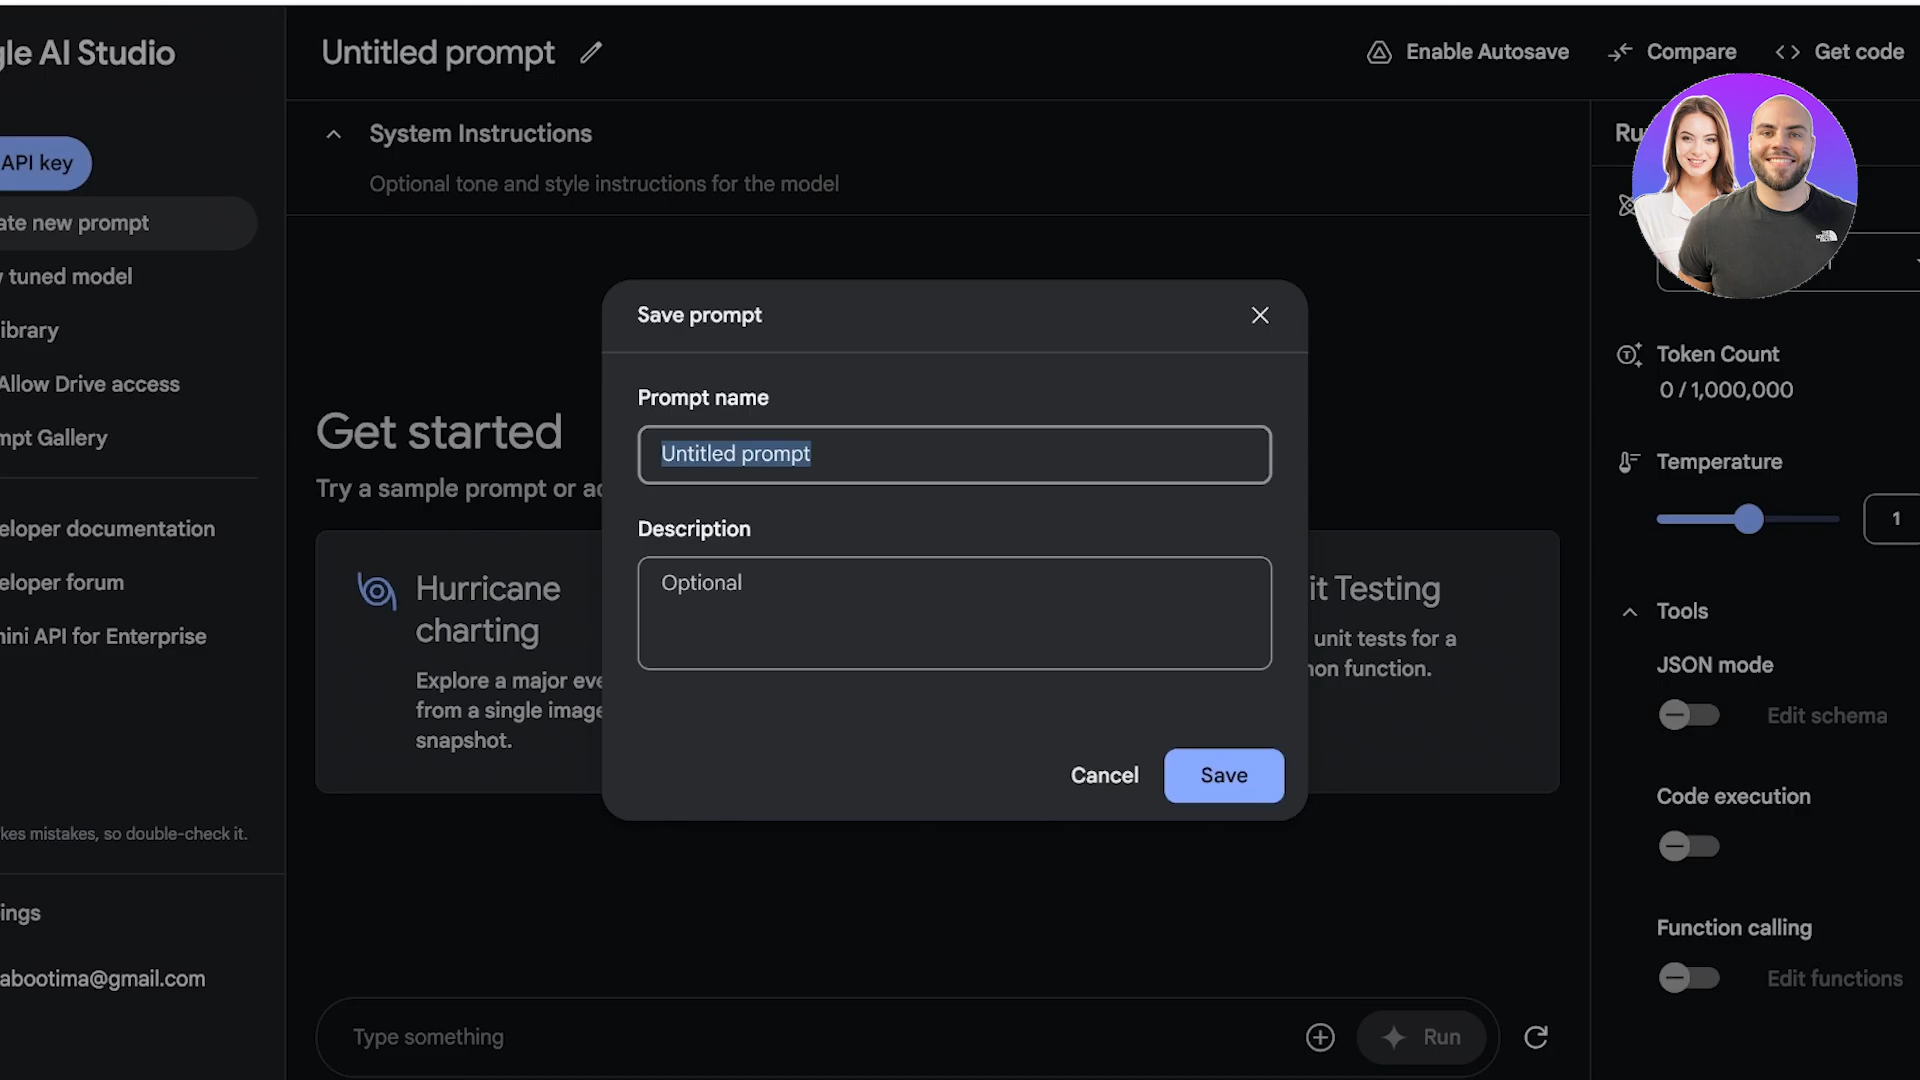 gle AI Studio
Untitled prompt
Enable Autosave
Compare
Get code
API key
System Instructions
Optional tone and style instructions for the model
ate new prompt
tuned model
ibrary
Allow Drive access
mpt Gallery
eloper documentation
eloper forum
ini API for Enterprise
kes mistakes, so double-check it.
ings
abootima@gmail.com
Get started
Try a sample prompt or ad
Hurricane
charting
Explore a major eve
from a single image
snapshot.
Save prompt
Prompt name
Untitled prompt
Description
Optional
Cancel
Save
it Testing
unit tests for a
on function.
Type something
Run
Ru
THE NORTH FACE
Token Count
0 / 1,000,000
Temperature
1
Tools
JSON mode
Edit schema
Code execution
Function calling
Edit functions